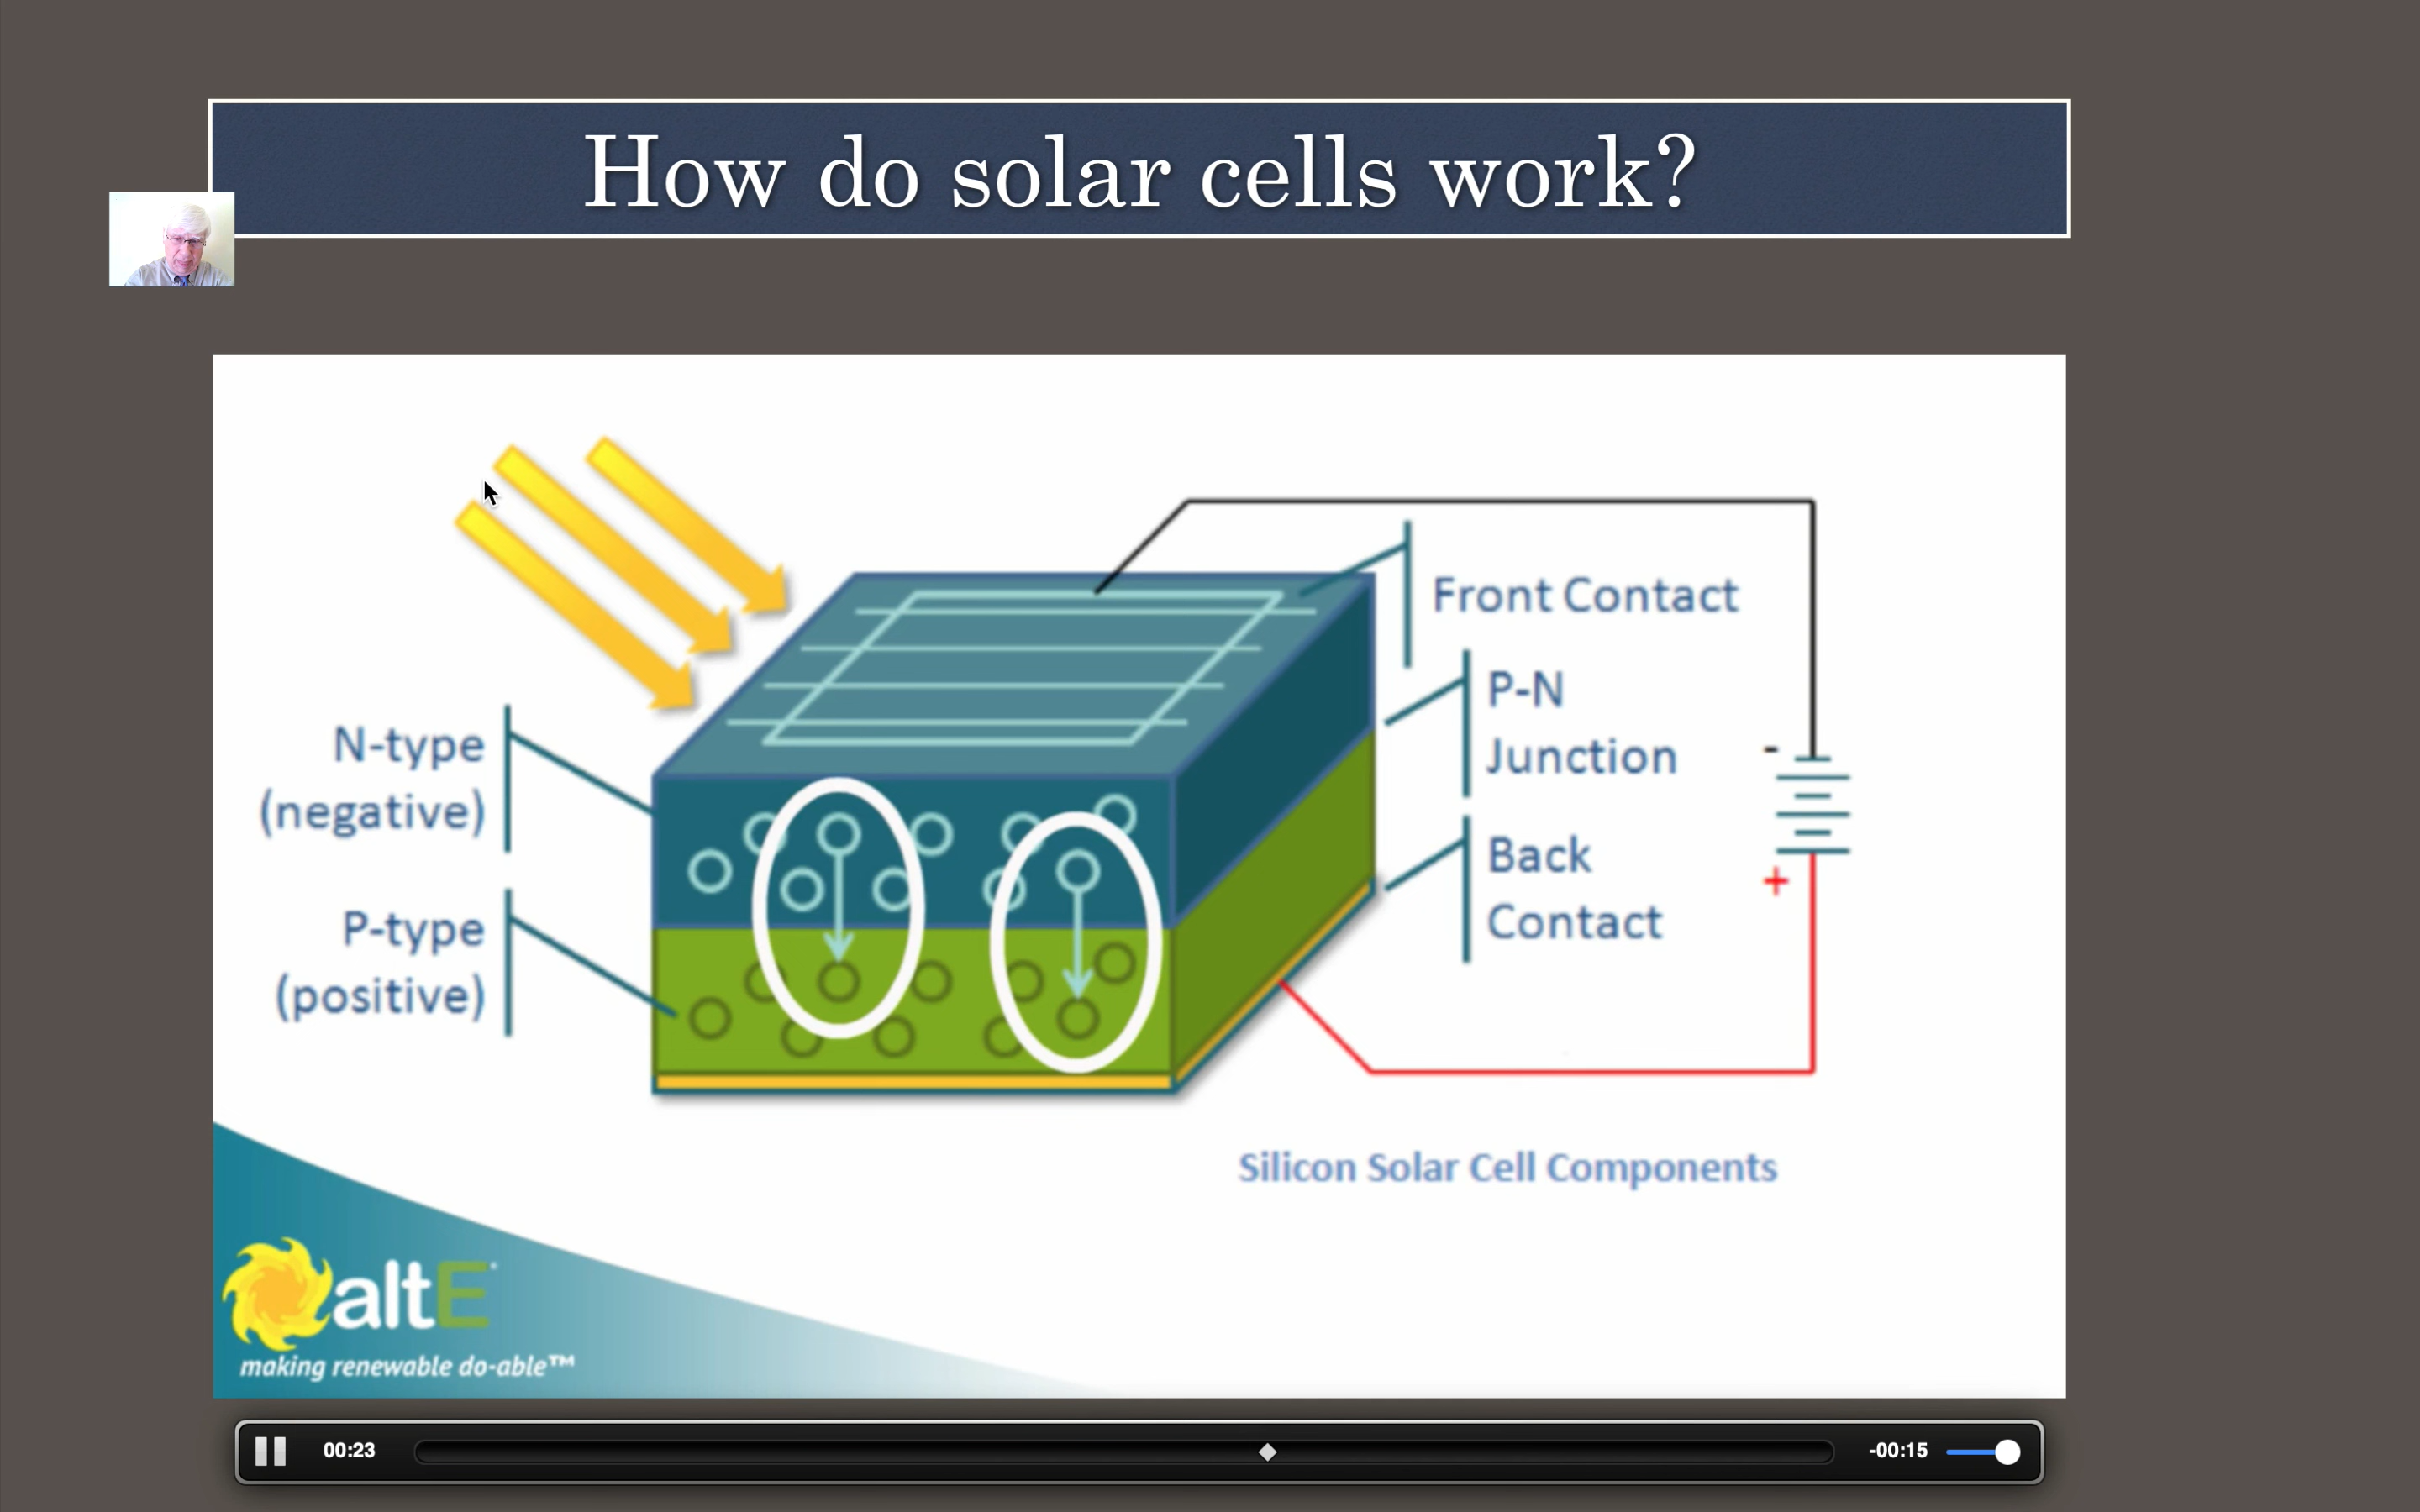 How do solar cells work?
Front Contact
P-N
Junction
N-type
(negative)
-
Back
Contact
+
P-type
(positive)
Silicon Solar Cell Components
altE®
making renewable do-able™
00:23
-00:15